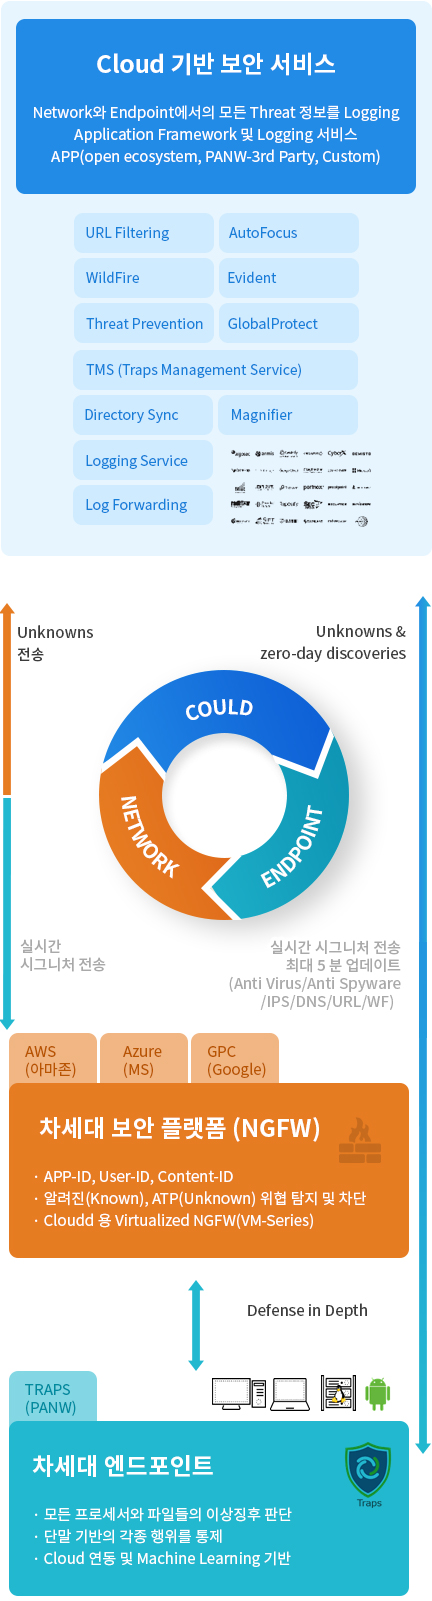 Cloud 기반 보안 서비스
Network와 Endpoint에서의 모든 Threat 정보를 Logging
Application Framework 및 Logging 서비스
APP(open ecosystem, PANW-3rd Party, Custom)
URL Filtering
AutoFocus
WildFire
Evident
Threat Prevention
GlobalProtect
TMS (Traps Management Service)
Directory Sync
Magnifier
Logging Service
Log Forwarding
Unknowns
전송
Unknowns &
zero-day discoveries
COULD
NETWORK
ENDPOINT
실시간
시그니처 전송
실시간 시그니처 전송
최대 5 분 업데이트
(Anti Virus/Anti Spyware
/IPS/DNS/URL/WF)
AWS
(아마존)
Azure
(MS)
GPC
(Google)
차세대 보안 플랫폼 (NGFW)
· APP-ID, User-ID, Content-ID
· 알려진(Known), ATP(Unknown) 위협 탐지 및 차단
· Cloudd 용 Virtualized NGFW(VM-Series)
Defense in Depth
TRAPS
(PANW)
차세대 엔드포인트
Traps
· 모든 프로세서와 파일들의 이상징후 판단
· 단말 기반의 각종 행위를 통제
· Cloud 연동 및 Machine Learning 기반